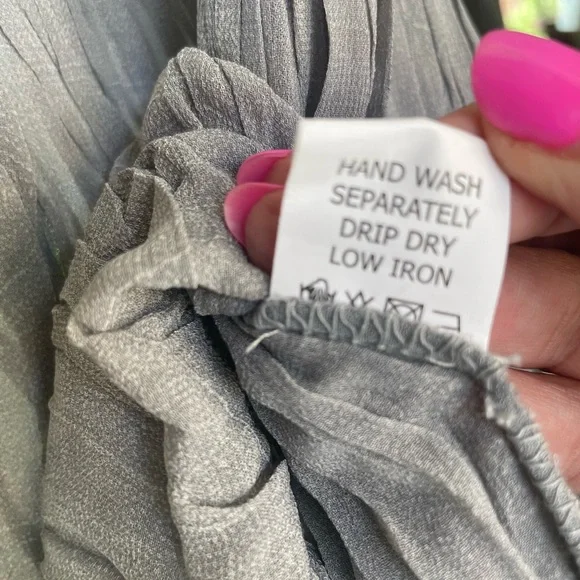 HAND WASH
SEPARATELY
DRIP DRY
LOW IRON